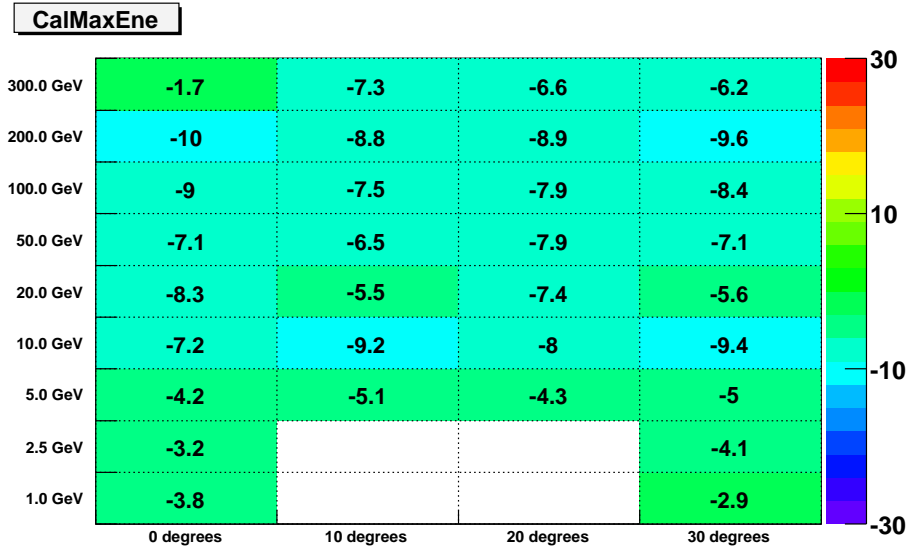 CalMaxEne
300.0 GeV -1.7 -7.3 -6.6 -6.2
200.0 GeV -10 -8.8 -8.9 -9.6
100.0 GeV -9 -7.5 -7.9 -8.4
50.0 GeV -7.1 -6.5 -7.9 -7.1
20.0 GeV -8.3 -5.5 -7.4 -5.6
10.0 GeV -7.2 -9.2 -8 -9.4
5.0 GeV -4.2 -5.1 -4.3 -5
2.5 GeV -3.2 -4.1
1.0 GeV -3.8 -2.9
0 degrees 10 degrees 20 degrees 30 degrees
30
10
-10
-30